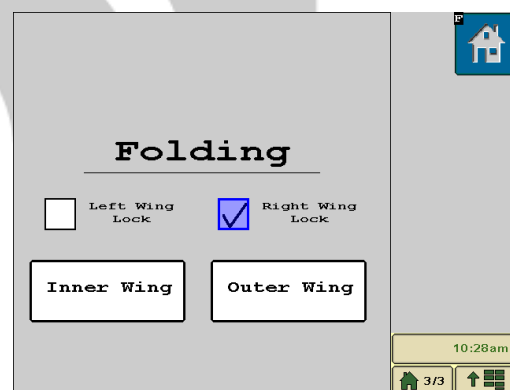 F
Folding
Left Wing
Lock
Right Wing
Lock
Inner Wing
Outer Wing
10:28am
3/3